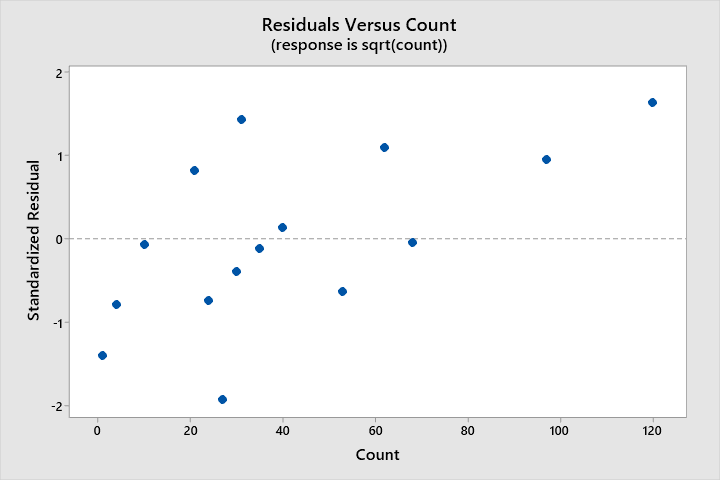 Residuals Versus Count
(response is sqrt(count))
2
1
0
-1
-2
Standardized Residual
0 20 40 60 80 100 120
Count